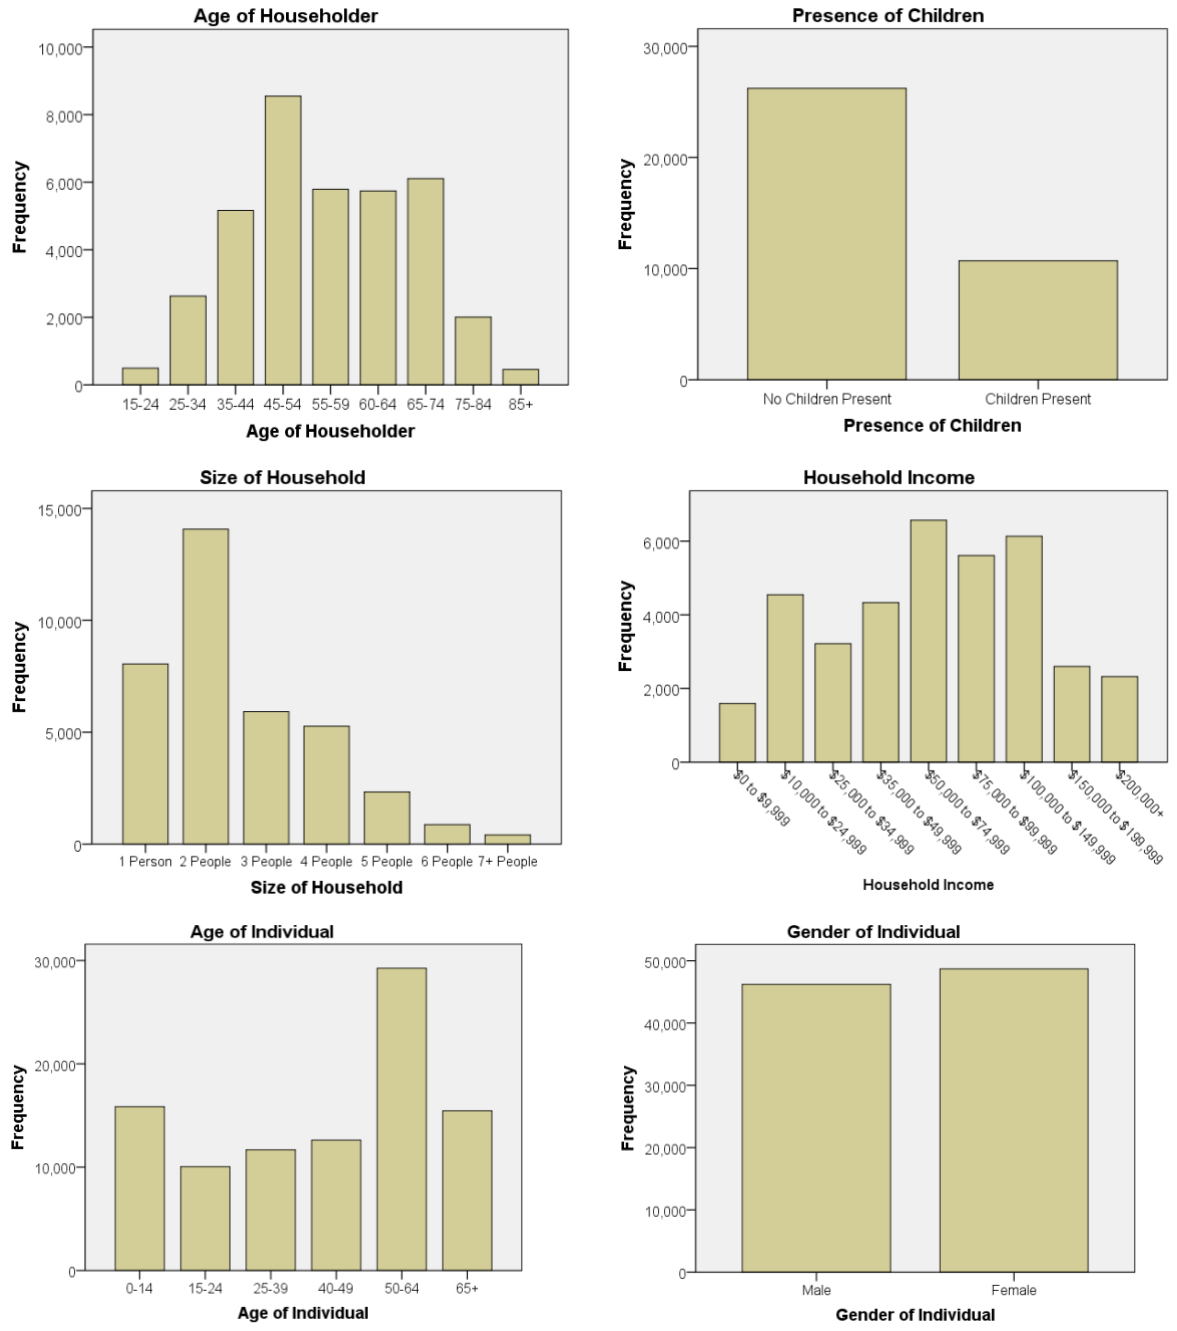 Age of Householder
10,000
8,000
6,000
4,000
2,000
0
Frequency
15-24 25-34 35-44 45-54 55-59 60-64 65-74 75-84 85+
Age of Householder
Presence of Children
30,000
20,000
10,000
0
Frequency
No Children Present Children Present
Presence of Children
Size of Household
15,000
10,000
5,000
0
Frequency
1 Person 2 People 3 People 4 People 5 People 6 People 7+ People
Size of Household
Household Income
6,000
4,000
2,000
0
Frequency
$0 to $9,999
$10,000 to $24,999
$25,000 to $34,999
$35,000 to $49,999
$50,000 to $74,999
$75,000 to $99,999
$100,000 to $149,999
$150,000 to $199,999
$200,000+
Household Income
Age of Individual
30,000
20,000
10,000
0
Frequency
0-14 15-24 25-39 40-49 50-64 65+
Age of Individual
Gender of Individual
50,000
40,000
30,000
20,000
10,000
0
Frequency
Male Female
Gender of Individual